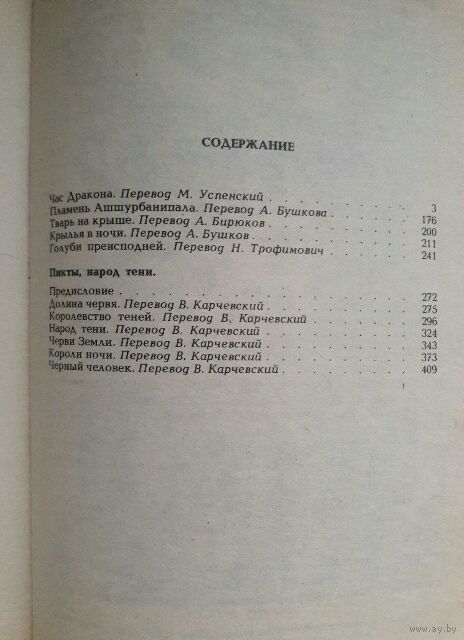 СОДЕРЖАНИЕ
Час Дракона. Перевод М. Успенский . . . . . . . . . 3
Пламень Ашшурбанипала. Перевод А. Бушкова . . . . . . 176
Тварь на крыше. Перевод А. Бирюков . . . . . . . . . 200
Крылья в ночи. Перевод А. Бушков . . . . . . . . . . 211
Голуби преисподней. Перевод Н. Трофимович . . . . . . 241
Пикты, народ тени.
Предисловие . . . . . . . . . . . . . . . . . . 272
Долина червя. Перевод В. Карчевский . . . . . . . . . 275
Королевство теней. Перевод В. Карчевский . . . . . . . 296
Народ тени. Перевод В. Карчевский . . . . . . . . . . 324
Черви Земли. Перевод В. Карчевский . . . . . . . . . 343
Короли ночи. Перевод В. Карчевский . . . . . . . . . 373
Черный человек. Перевод В. Карчевский . . . . . . . . 409
www.ay.by